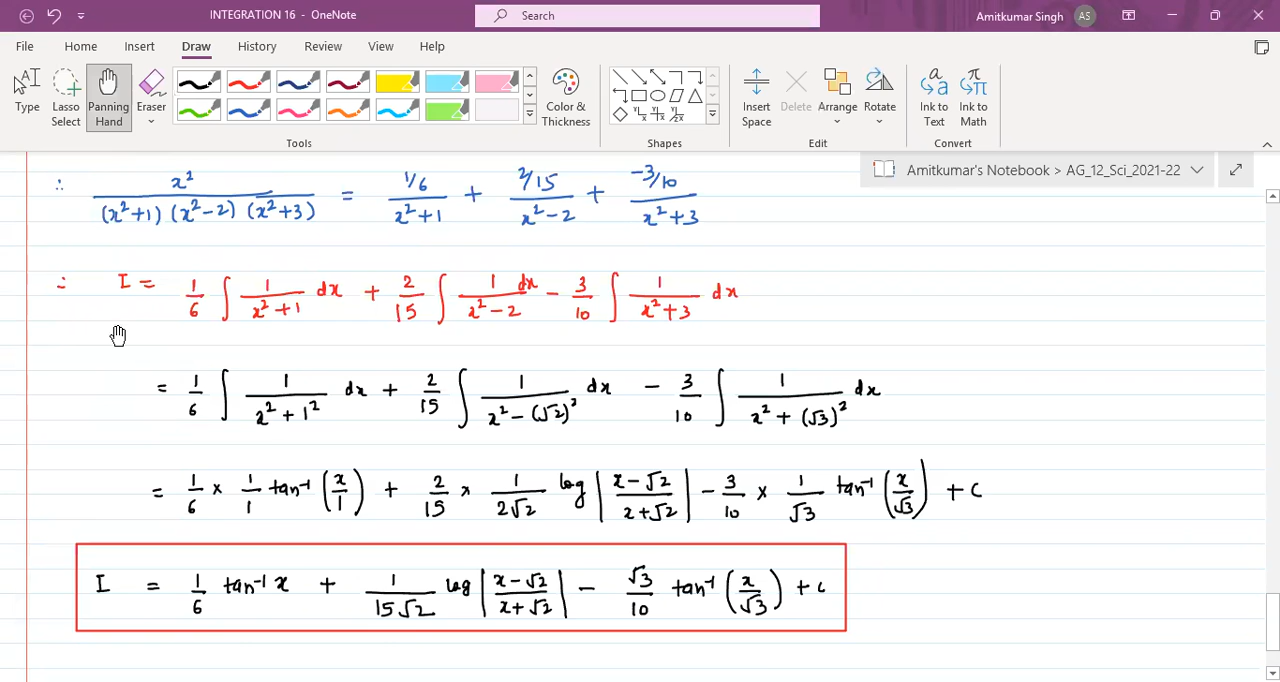 INTEGRATION 16 - OneNote
Search
Amitkumar Singh AS
File Home Insert Draw History Review View Help
Type Lasso Select Panning Hand Eraser Color & Thickness Insert Space Delete Arrange Rotate Ink to Text Ink to Math
Tools Shapes Edit Convert
Amitkumar's Notebook > AG_12_Sci_2021-22
∴ x²/((x²+1)(x²-2)(x²+3)) = (1/6)/(x²+1) + (2/15)/(x²-2) + (-3/10)/(x²+3)
∴ I = 1/6 ∫ 1/(x²+1) dx + 2/15 ∫ 1/(x²-2) dx - 3/10 ∫ 1/(x²+3) dx
= 1/6 ∫ 1/(x²+1²) dx + 2/15 ∫ 1/(x²-(√2)²) dx - 3/10 ∫ 1/(x²+(√3)²) dx
= 1/6 × 1/1 tan⁻¹(x/1) + 2/15 × 1/(2√2) log |(x-√2)/(x+√2)| - 3/10 × 1/√3 tan⁻¹(x/√3) + C
I = 1/6 tan⁻¹ x + 1/(15√2) log |(x-√2)/(x+√2)| - √3/10 tan⁻¹(x/√3) + C